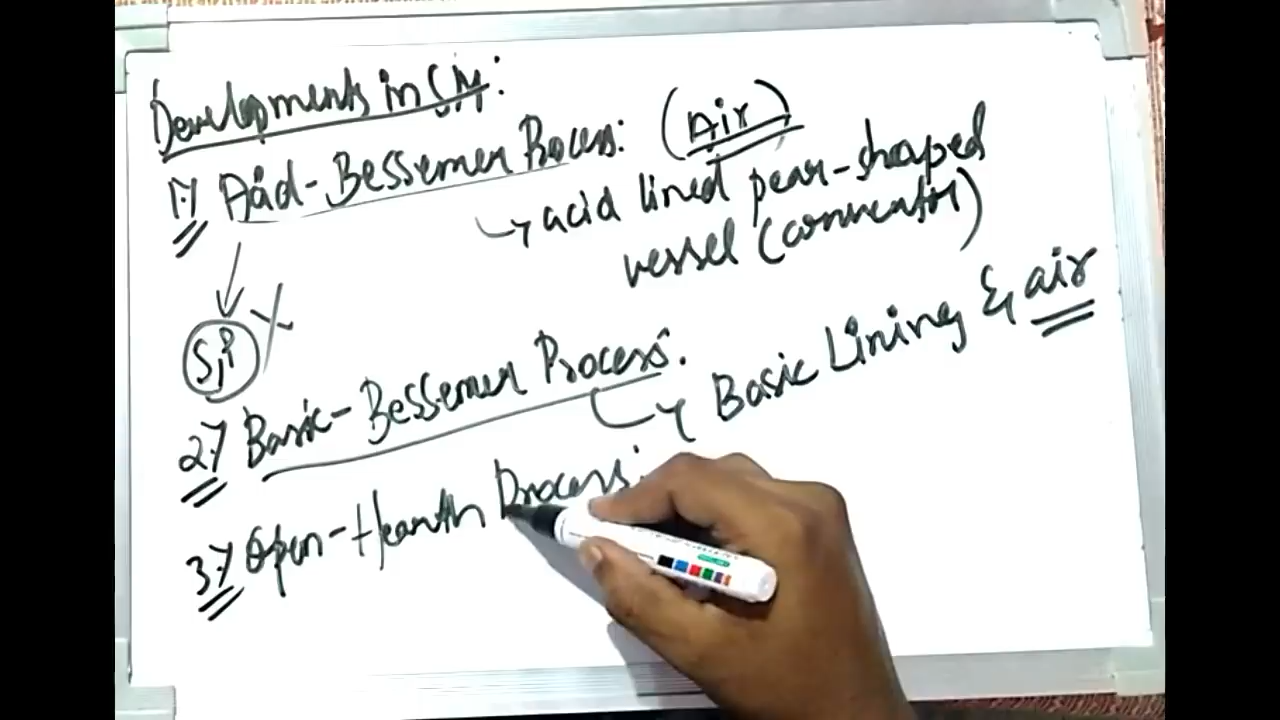 Developments in SM:
1.) Acid-Bessemer Process: (Air)
↳ acid lined pear-shaped
vessel (converter)
S, P X
2.) Basic-Bessemer Process:
↳ Basic Lining & air
3.) Open-Hearth Process: